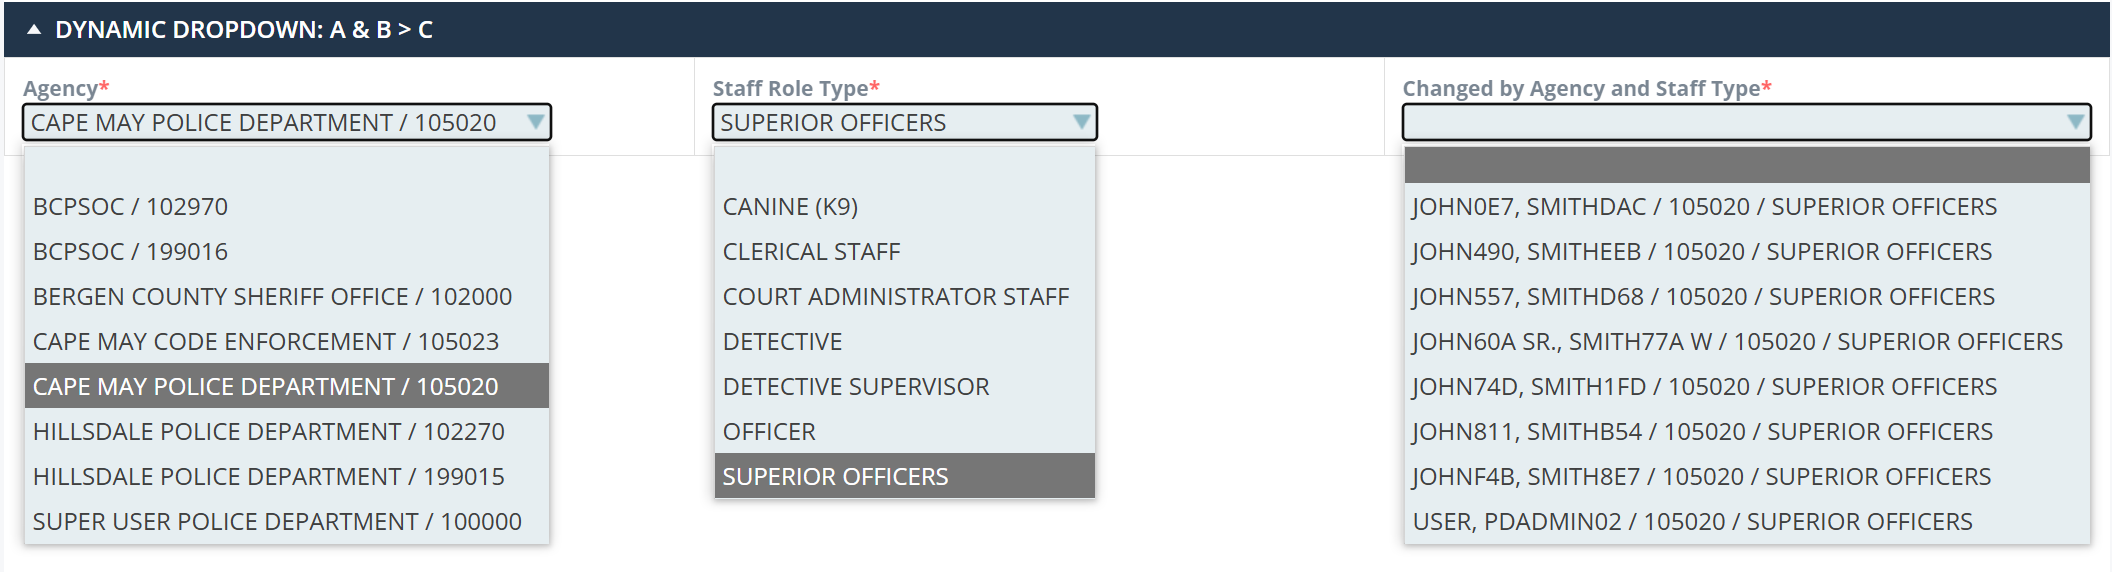 ▲ DYNAMIC DROPDOWN: A & B > C
Agency*
CAPE MAY POLICE DEPARTMENT / 105020
BCPSOC / 102970
BCPSOC / 199016
BERGEN COUNTY SHERIFF OFFICE / 102000
CAPE MAY CODE ENFORCEMENT / 105023
CAPE MAY POLICE DEPARTMENT / 105020
HILLSDALE POLICE DEPARTMENT / 102270
HILLSDALE POLICE DEPARTMENT / 199015
SUPER USER POLICE DEPARTMENT / 100000
Staff Role Type*
SUPERIOR OFFICERS
CANINE (K9)
CLERICAL STAFF
COURT ADMINISTRATOR STAFF
DETECTIVE
DETECTIVE SUPERVISOR
OFFICER
SUPERIOR OFFICERS
Changed by Agency and Staff Type*
JOHN0E7, SMITHDAC / 105020 / SUPERIOR OFFICERS
JOHN490, SMITHEEB / 105020 / SUPERIOR OFFICERS
JOHN557, SMITHD68 / 105020 / SUPERIOR OFFICERS
JOHN60A SR., SMITH77A W / 105020 / SUPERIOR OFFICERS
JOHN74D, SMITH1FD / 105020 / SUPERIOR OFFICERS
JOHN811, SMITHB54 / 105020 / SUPERIOR OFFICERS
JOHNF4B, SMITH8E7 / 105020 / SUPERIOR OFFICERS
USER, PDADMIN02 / 105020 / SUPERIOR OFFICERS